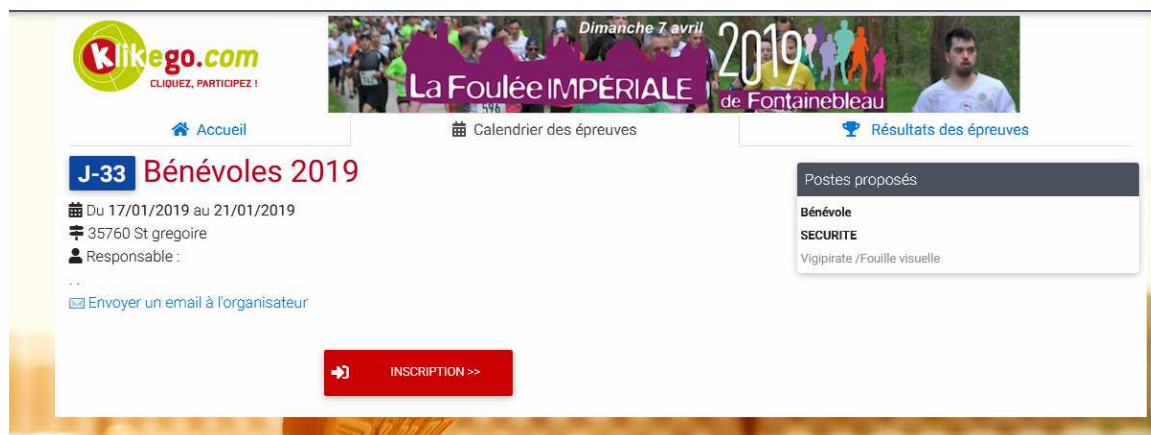 Klikego.com
CLIQUEZ, PARTICIPEZ !
Dimanche 7 avril
2019
La Foulée IMPÉRIALE
de Fontainebleau
596
Accueil
Calendrier des épreuves
Résultats des épreuves
J-33 Bénévoles 2019
Du 17/01/2019 au 21/01/2019
35760 St gregoire
Responsable :
. .
Envoyer un email à l'organisateur
INSCRIPTION >>
Postes proposés
Bénévole
SECURITE
Vigipirate /Fouille visuelle